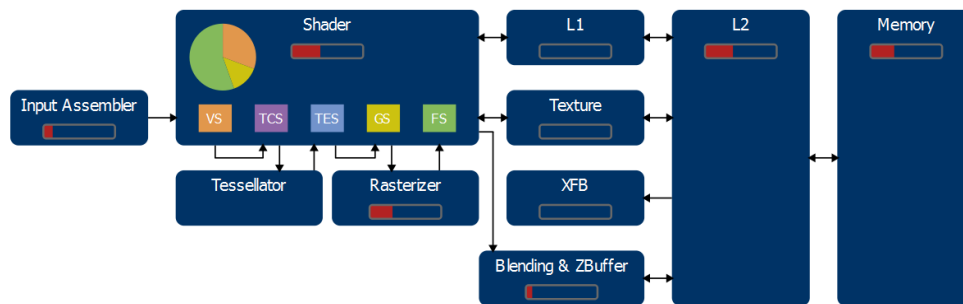 Shader
L1
L2
Memory
Input Assembler
VS
TCS
TES
GS
FS
Texture
Tessellator
Rasterizer
XFB
Blending & ZBuffer